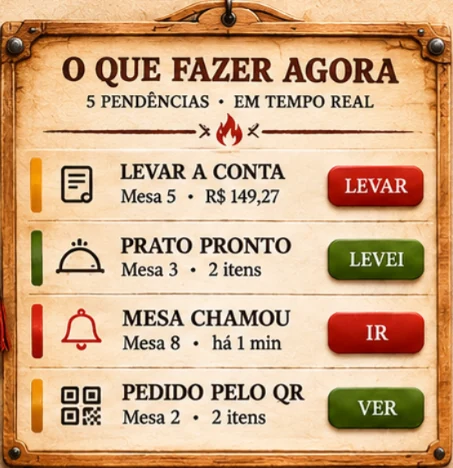 O QUE FAZER AGORA
5 PENDÊNCIAS • EM TEMPO REAL
LEVAR A CONTA
Mesa 5 • R$ 149,27
LEVAR
PRATO PRONTO
Mesa 3 • 2 itens
LEVEI
MESA CHAMOU
Mesa 8 • há 1 min
IR
PEDIDO PELO QR
Mesa 2 • 2 itens
VER